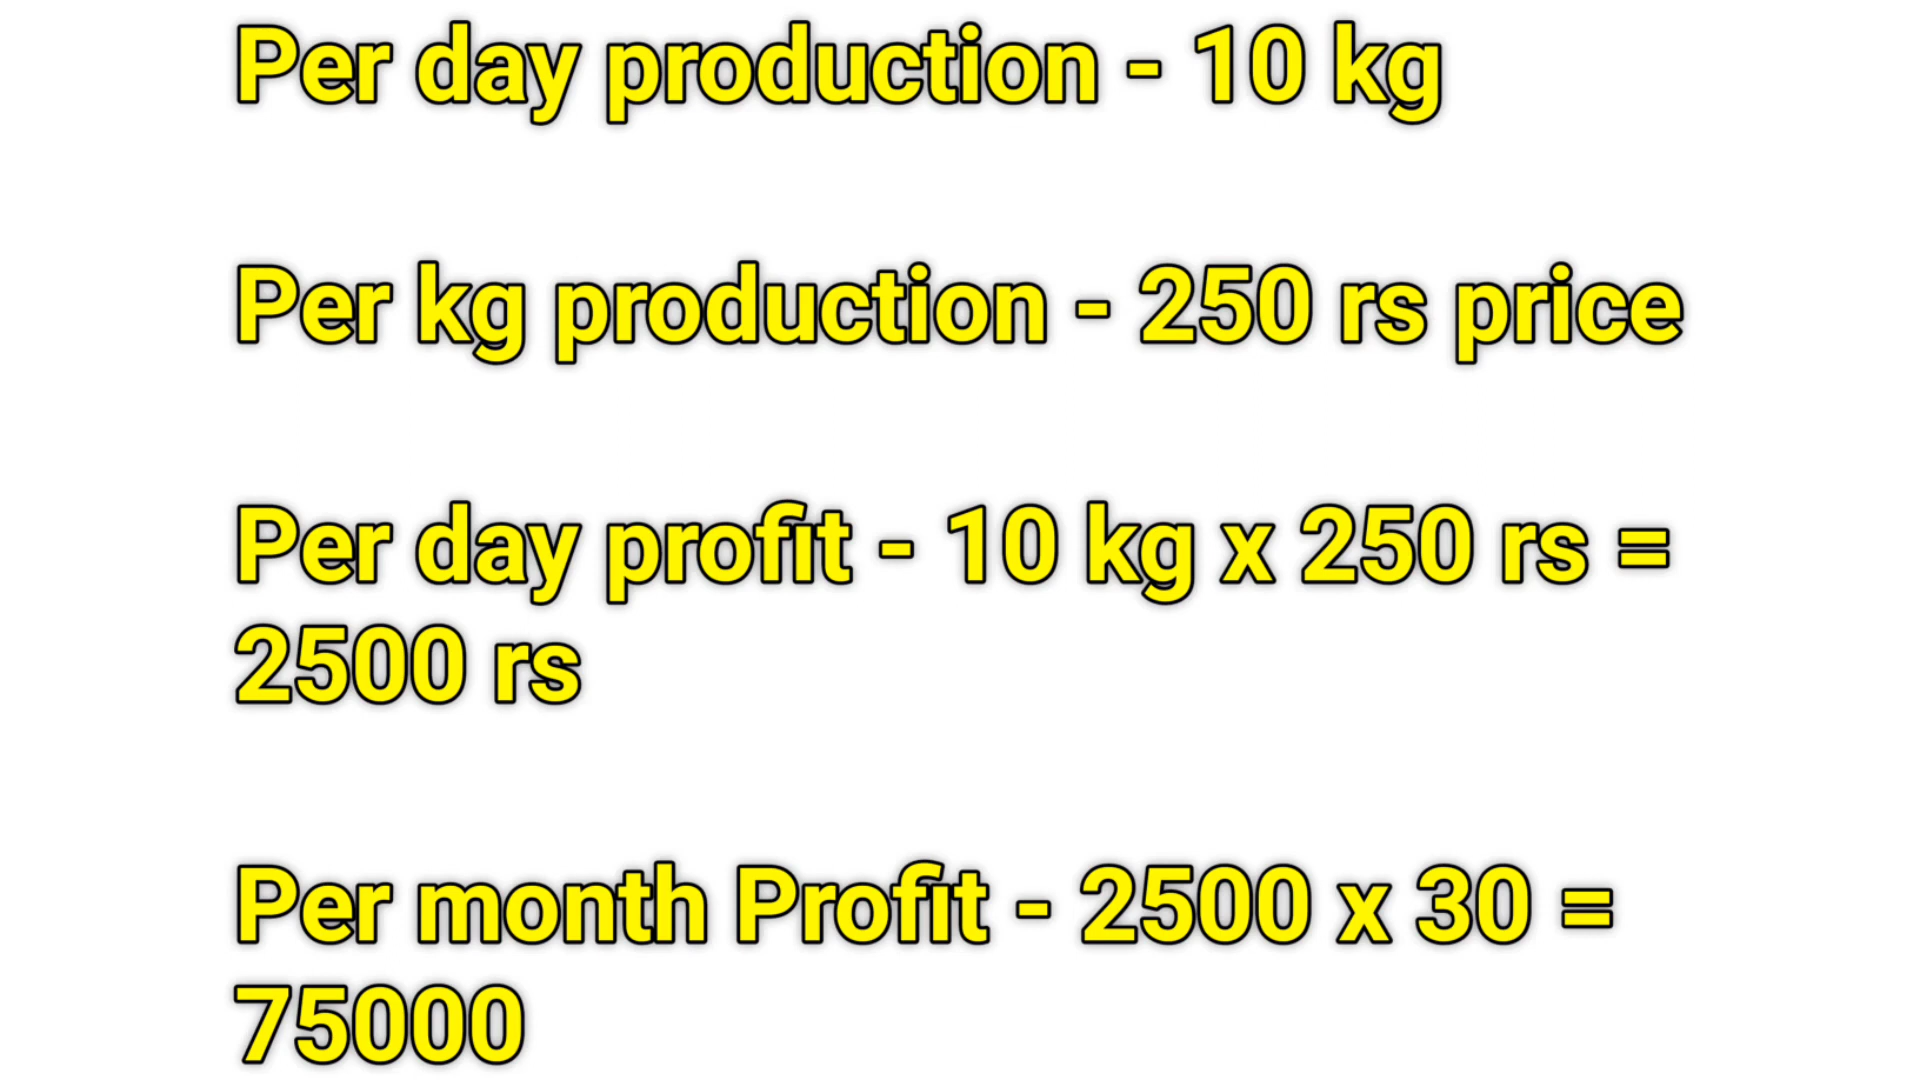 Per day production - 10 kg
Per kg production - 250 rs price
Per day profit - 10 kg x 250 rs =
2500 rs
Per month Profit - 2500 x 30 =
75000